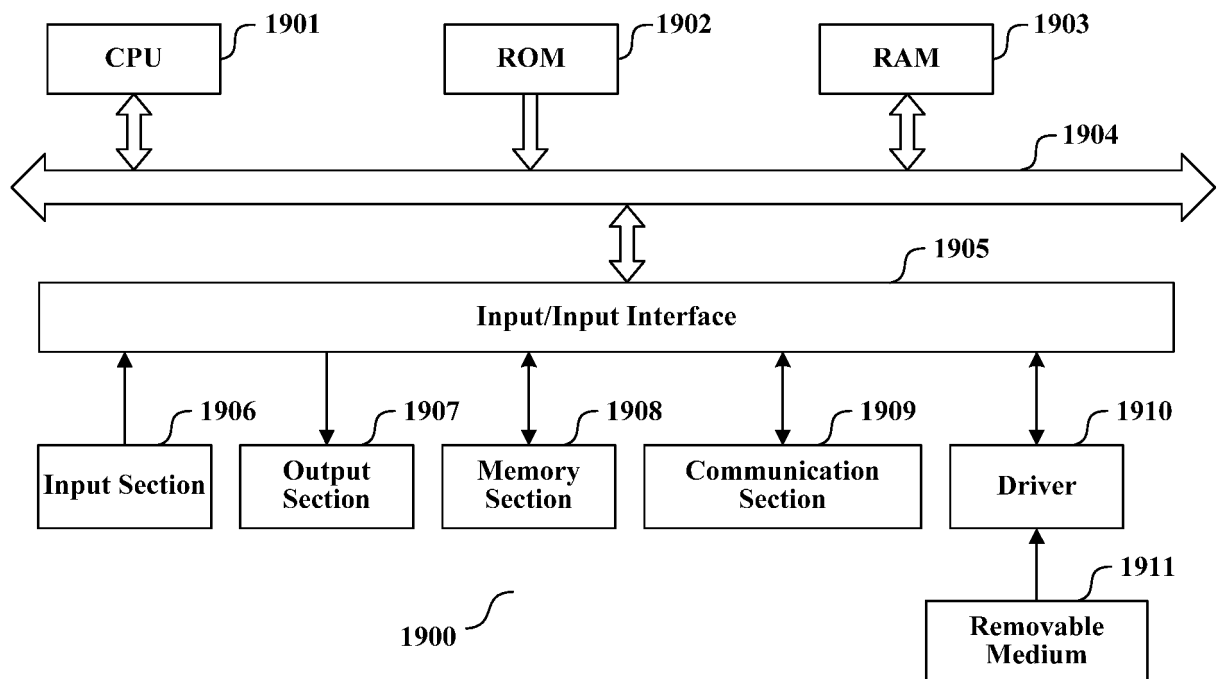 1901
1902
1903
CPU
ROM
RAM
1904
1905
Input/Input Interface
1906
1907
1908
1909
1910
Input Section
Output
Section
Memory
Section
Communication
Section
Driver
1911
1900
Removable
Medium